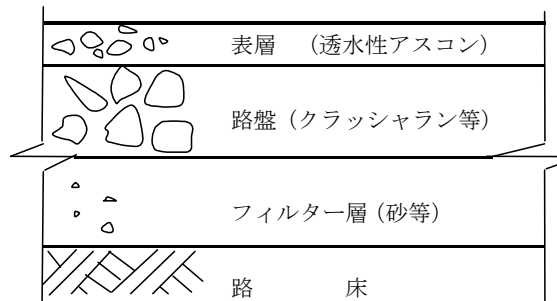 表層　（透水性アスコン）
路盤（クラッシャラン等）
フィルター層（砂等）
路　　　　床